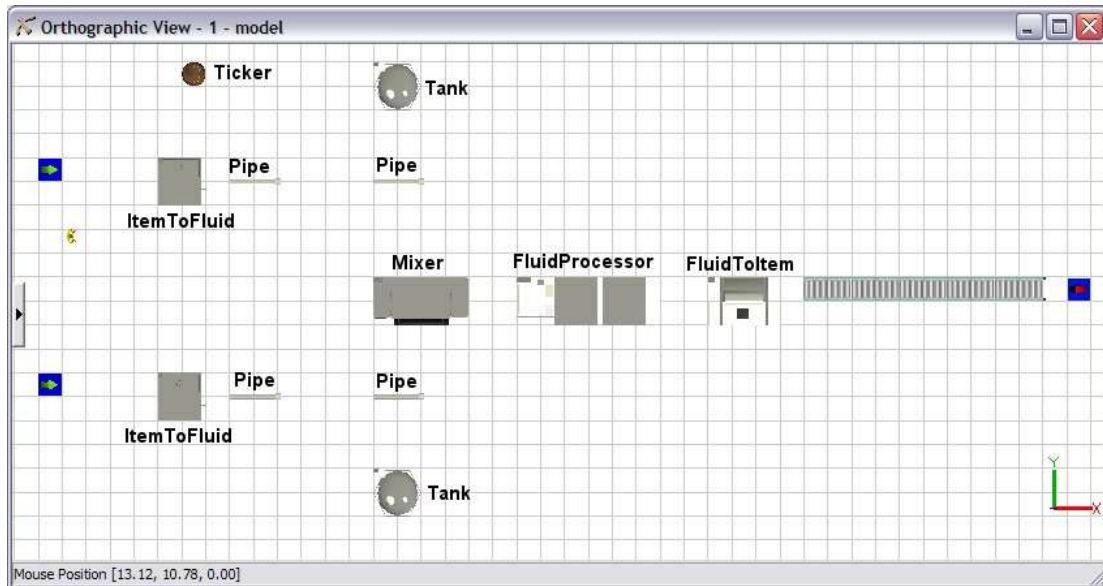 Orthographic View - 1 - model
Ticker
Tank
Pipe
Pipe
ItemToFluid
Mixer
FluidProcessor
FluidToItem
Pipe
Pipe
ItemToFluid
Tank
Y
X
Mouse Position [13.12, 10.78, 0.00]